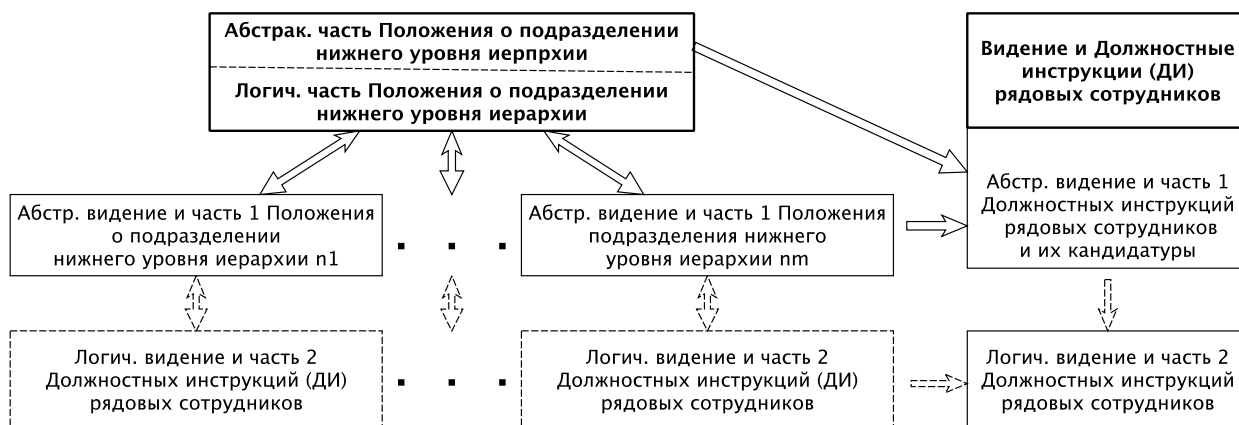 Абстрак. часть Положения о подразделении
нижнего уровня иерпрхии
Логич. часть Положения о подразделении
нижнего уровня иерархии
Видение и Должностные
инструкции (ДИ)
рядовых сотрудников
Абстр. видение и часть 1 Положения
о подразделении
нижнего уровня иерархии n1
Абстр. видение и часть 1 Положения
подразделения нижнего
уровня иерархии nm
Абстр. видение и часть 1
Должностных инструкций
рядовых сотрудников
и их кандидатуры
Логич. видение и часть 2
Должностных инструкций (ДИ)
рядовых сотрудников
Логич. видение и часть 2
Должностных инструкций (ДИ)
рядовых сотрудников
Логич. видение и часть 2
Должностных инструкций
рядовых сотрудников